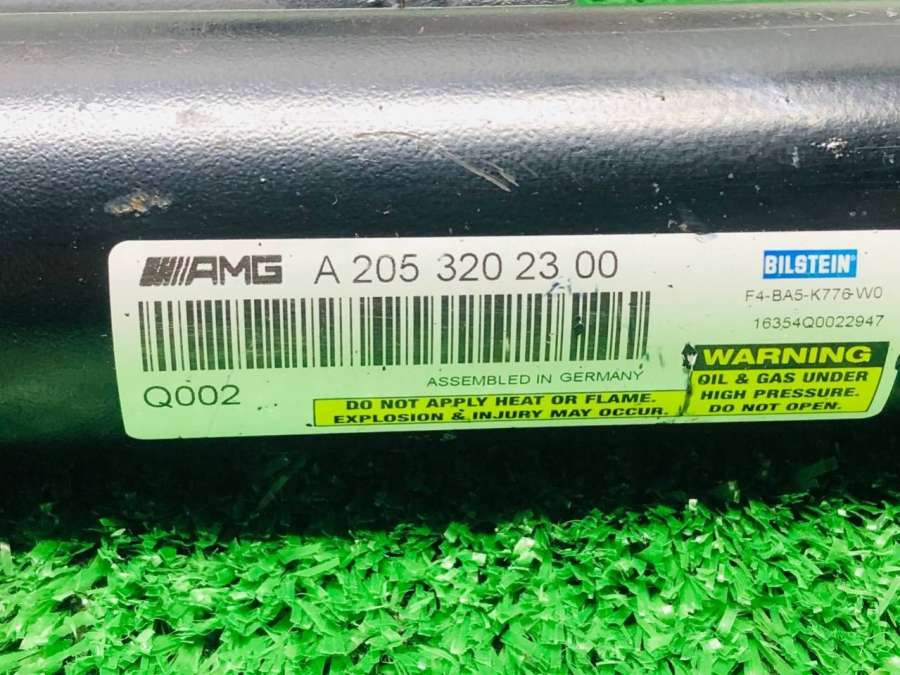 AMG A 205 320 23 00
BILSTEIN
F4-BA5-K776-W0
16354Q0022947
Q002
ASSEMBLED IN GERMANY
DO NOT APPLY HEAT OR FLAME.
EXPLOSION & INJURY MAY OCCUR.
WARNING
OIL & GAS UNDER
HIGH PRESSURE.
DO NOT OPEN.